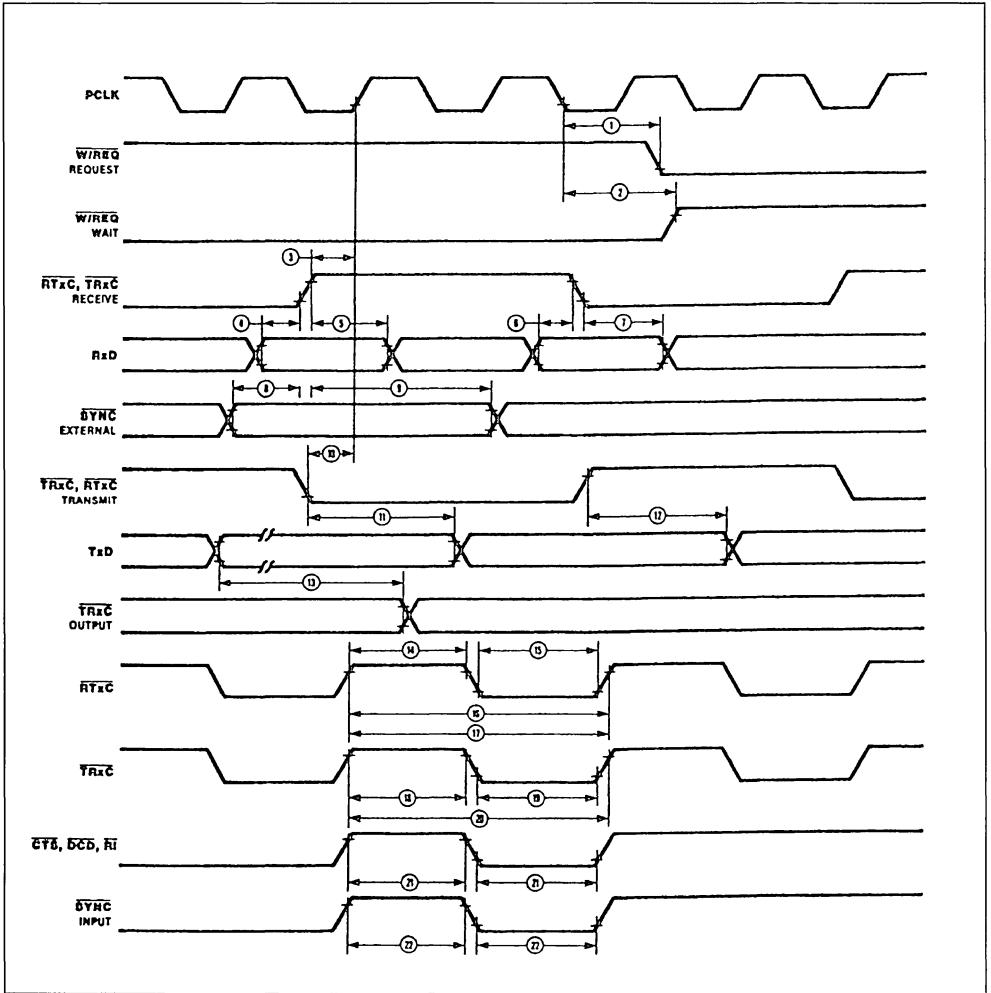 PCLK
1
W/REQ
REQUEST
2
W/REQ
WAIT
3
RTxC, TRxC
RECEIVE
4
5
6
7
RxD
8
9
SYNC
EXTERNAL
10
TRxC, RTxC
TRANSMIT
11
12
TxD
13
TRxC
OUTPUT
14
15
RTxC
16
17
TRxC
18
19
20
CTS, DCD, RI
21
21
SYNC
INPUT
22
22